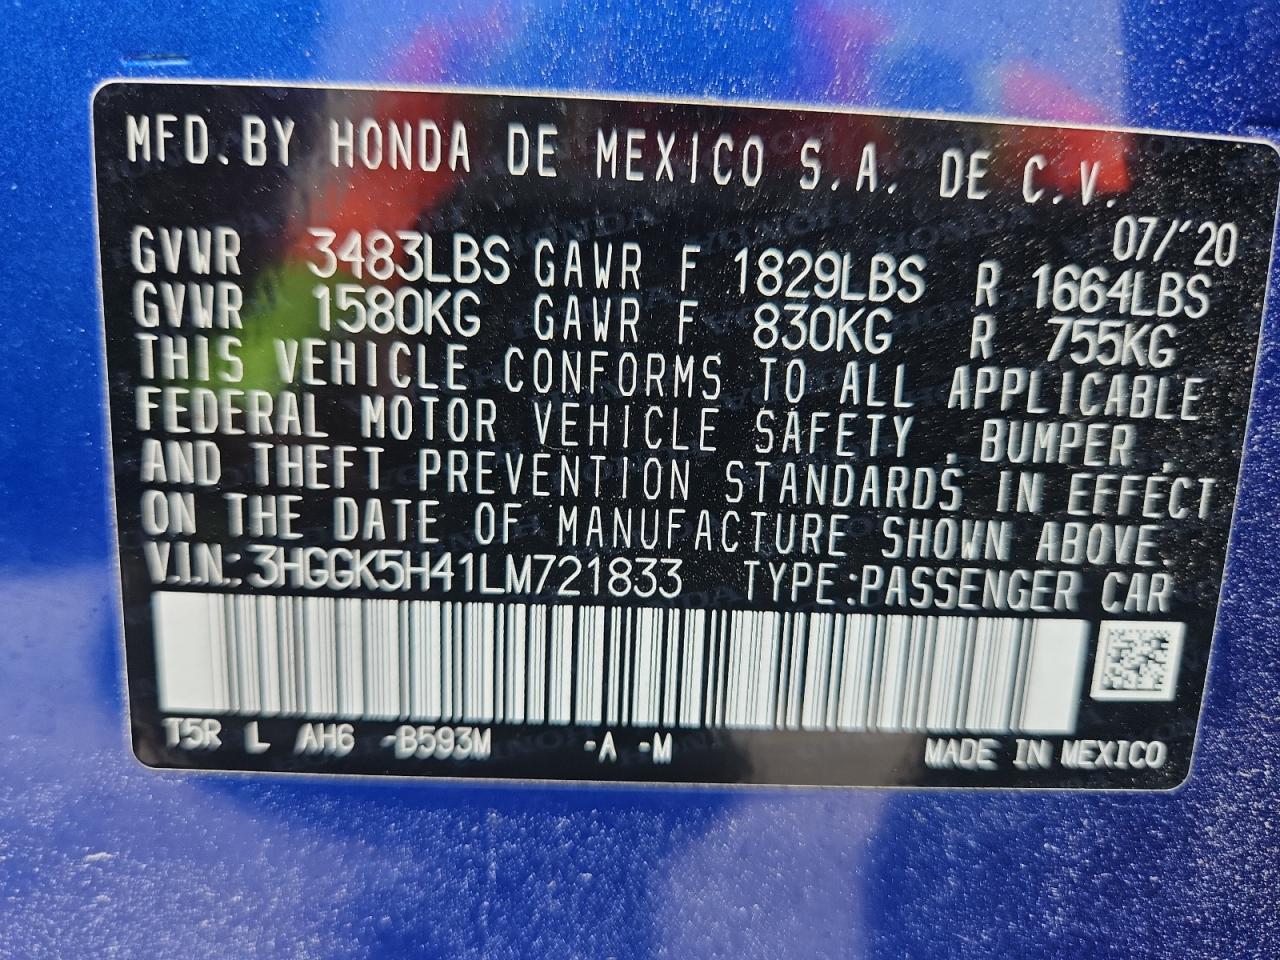 MFD.BY HONDA DE MEXICO S.A. DE C.V.
07/'20
GVWR 3483LBS GAWR F 1829LBS R 1664LBS
GVWR 1580KG GAWR F 830KG R 755KG
THIS VEHICLE CONFORMS TO ALL APPLICABLE
FEDERAL MOTOR VEHICLE SAFETY , BUMPER ,
AND THEFT PREVENTION STANDARDS IN EFFECT
ON THE DATE OF MANUFACTURE SHOWN ABOVE.
VIN: 3HGGK5H41LM721833 TYPE:PASSENGER CAR
T5R L AH6 -B593M -A -M MADE IN MEXICO